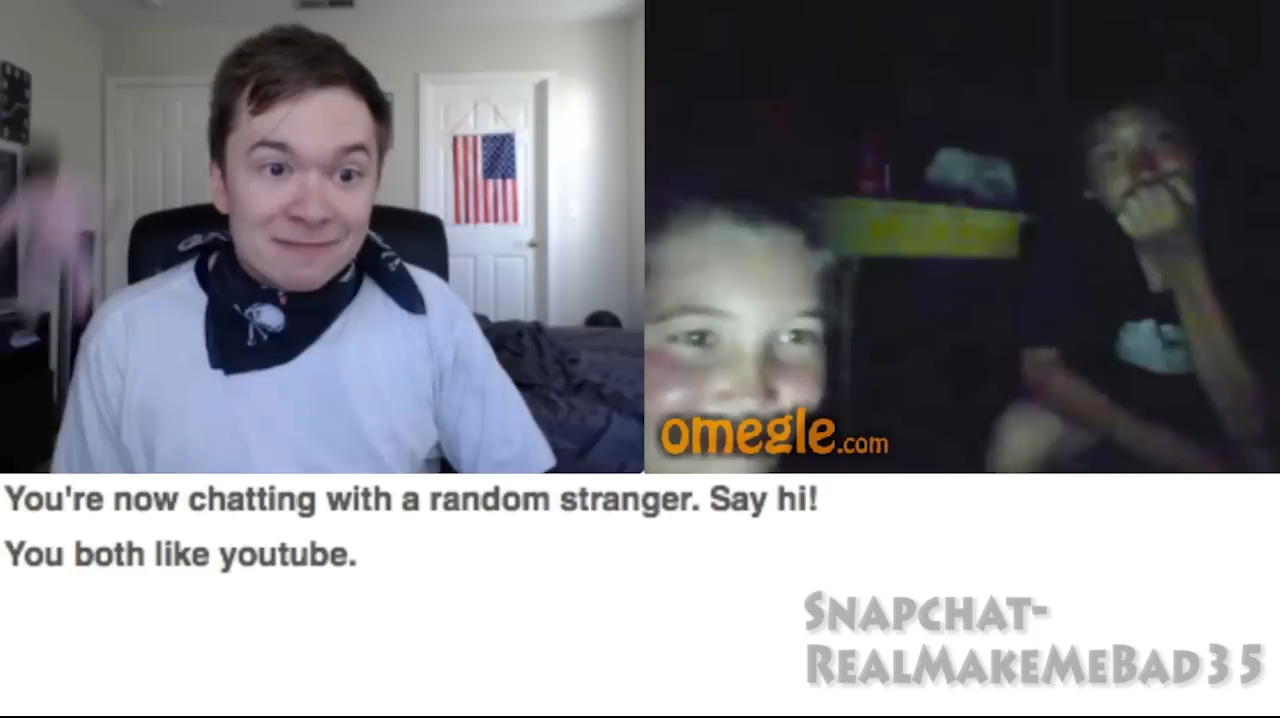 omegle.com
You're now chatting with a random stranger. Say hi!
You both like youtube.
Snapchat-
RealMakeMeBad35